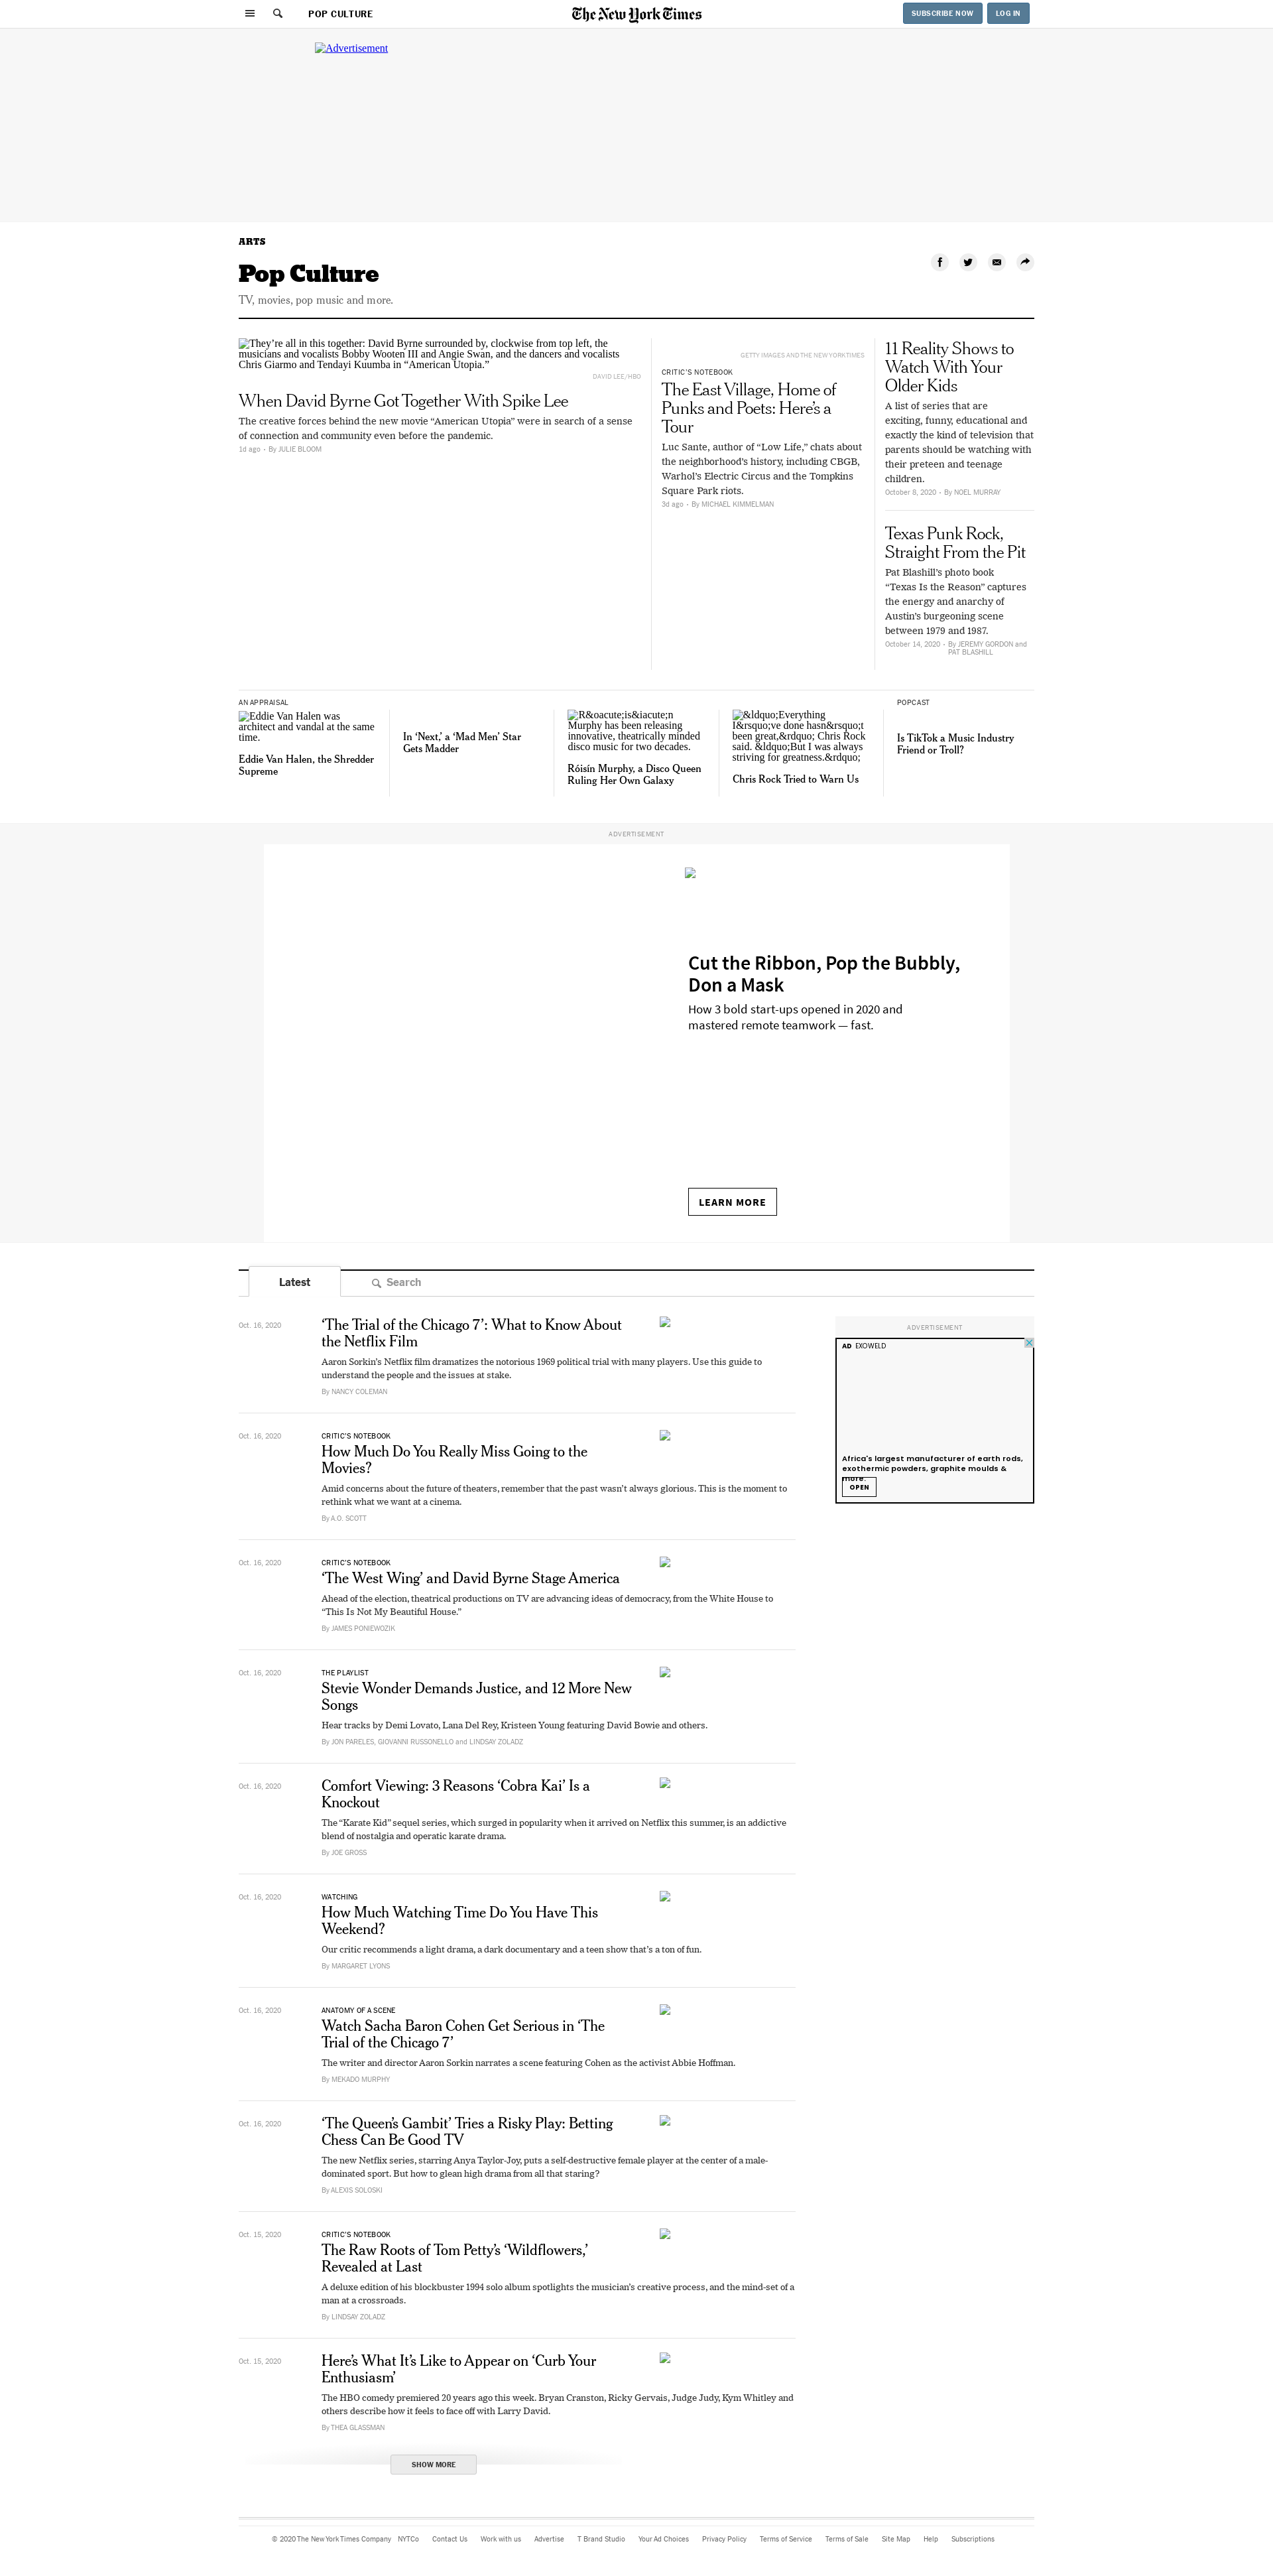 POP CULTURE
The New York Times
SUBSCRIBE NOW
LOG IN
Advertisement
ARTS
Pop Culture
TV, movies, pop music and more.
They’re all in this together: David Byrne surrounded by, clockwise from top left, the
musicians and vocalists Bobby Wooten III and Angie Swan, and the dancers and vocalists
Chris Giarmo and Tendayi Kuumba in “American Utopia.”
DAVID LEE/HBO
When David Byrne Got Together With Spike Lee
The creative forces behind the new movie “American Utopia” were in search of a sense
of connection and community even before the pandemic.
1d ago - By JULIE BLOOM
GETTY IMAGES AND THE NEW YORK TIMES
CRITIC’S NOTEBOOK
The East Village, Home of
Punks and Poets: Here’s a
Tour
Luc Sante, author of “Low Life,” chats about
the neighborhood’s history, including CBGB,
Warhol’s Electric Circus and the Tompkins
Square Park riots.
3d ago - By MICHAEL KIMMELMAN
11 Reality Shows to
Watch With Your
Older Kids
A list of series that are
exciting, funny, educational and
exactly the kind of television that
parents should be watching with
their preteen and teenage
children.
October 8, 2020 - By NOEL MURRAY
Texas Punk Rock,
Straight From the Pit
Pat Blashill’s photo book
“Texas Is the Reason” captures
the energy and anarchy of
Austin’s burgeoning scene
between 1979 and 1987.
October 14, 2020 - By JEREMY GORDON and
PAT BLASHILL
AN APPRAISAL
Eddie Van Halen was
architect and vandal at the same
time.
Eddie Van Halen, the Shredder
Supreme
In ‘Next,’ a ‘Mad Men’ Star
Gets Madder
R&oacute;is&iacute;n
Murphy has been releasing
innovative, theatrically minded
disco music for two decades.
Róisín Murphy, a Disco Queen
Ruling Her Own Galaxy
&ldquo;Everything
I&rsquo;ve done hasn&rsquo;t
been great,&rdquo; Chris Rock
said. &ldquo;But I was always
striving for greatness.&rdquo;
Chris Rock Tried to Warn Us
POPCAST
Is TikTok a Music Industry
Friend or Troll?
ADVERTISEMENT
Cut the Ribbon, Pop the Bubbly,
Don a Mask
How 3 bold start-ups opened in 2020 and
mastered remote teamwork — fast.
LEARN MORE
Latest
Search
Oct. 16, 2020
‘The Trial of the Chicago 7’: What to Know About
the Netflix Film
Aaron Sorkin’s Netflix film dramatizes the notorious 1969 political trial with many players. Use this guide to
understand the people and the issues at stake.
By NANCY COLEMAN
ADVERTISEMENT
AD EXOWELD
Africa's largest manufacturer of earth rods,
exothermic powders, graphite moulds &
more.
OPEN
Oct. 16, 2020
CRITIC’S NOTEBOOK
How Much Do You Really Miss Going to the
Movies?
Amid concerns about the future of theaters, remember that the past wasn’t always glorious. This is the moment to
rethink what we want at a cinema.
By A.O. SCOTT
Oct. 16, 2020
CRITIC’S NOTEBOOK
‘The West Wing’ and David Byrne Stage America
Ahead of the election, theatrical productions on TV are advancing ideas of democracy, from the White House to
“This Is Not My Beautiful House.”
By JAMES PONIEWOZIK
Oct. 16, 2020
THE PLAYLIST
Stevie Wonder Demands Justice, and 12 More New
Songs
Hear tracks by Demi Lovato, Lana Del Rey, Kristeen Young featuring David Bowie and others.
By JON PARELES, GIOVANNI RUSSONELLO and LINDSAY ZOLADZ
Oct. 16, 2020
Comfort Viewing: 3 Reasons ‘Cobra Kai’ Is a
Knockout
The “Karate Kid” sequel series, which surged in popularity when it arrived on Netflix this summer, is an addictive
blend of nostalgia and operatic karate drama.
By JOE GROSS
Oct. 16, 2020
WATCHING
How Much Watching Time Do You Have This
Weekend?
Our critic recommends a light drama, a dark documentary and a teen show that’s a ton of fun.
By MARGARET LYONS
Oct. 16, 2020
ANATOMY OF A SCENE
Watch Sacha Baron Cohen Get Serious in ‘The
Trial of the Chicago 7’
The writer and director Aaron Sorkin narrates a scene featuring Cohen as the activist Abbie Hoffman.
By MEKADO MURPHY
Oct. 16, 2020
‘The Queen’s Gambit’ Tries a Risky Play: Betting
Chess Can Be Good TV
The new Netflix series, starring Anya Taylor-Joy, puts a self-destructive female player at the center of a male-
dominated sport. But how to glean high drama from all that staring?
By ALEXIS SOLOSKI
Oct. 15, 2020
CRITIC’S NOTEBOOK
The Raw Roots of Tom Petty’s ‘Wildflowers,’
Revealed at Last
A deluxe edition of his blockbuster 1994 solo album spotlights the musician’s creative process, and the mind-set of a
man at a crossroads.
By LINDSAY ZOLADZ
Oct. 15, 2020
Here’s What It’s Like to Appear on ‘Curb Your
Enthusiasm’
The HBO comedy premiered 20 years ago this week. Bryan Cranston, Ricky Gervais, Judge Judy, Kym Whitley and
others describe how it feels to face off with Larry David.
By THEA GLASSMAN
SHOW MORE
© 2020 The New York Times Company NYTCo Contact Us Work with us Advertise T Brand Studio Your Ad Choices Privacy Policy Terms of Service Terms of Sale Site Map Help Subscriptions